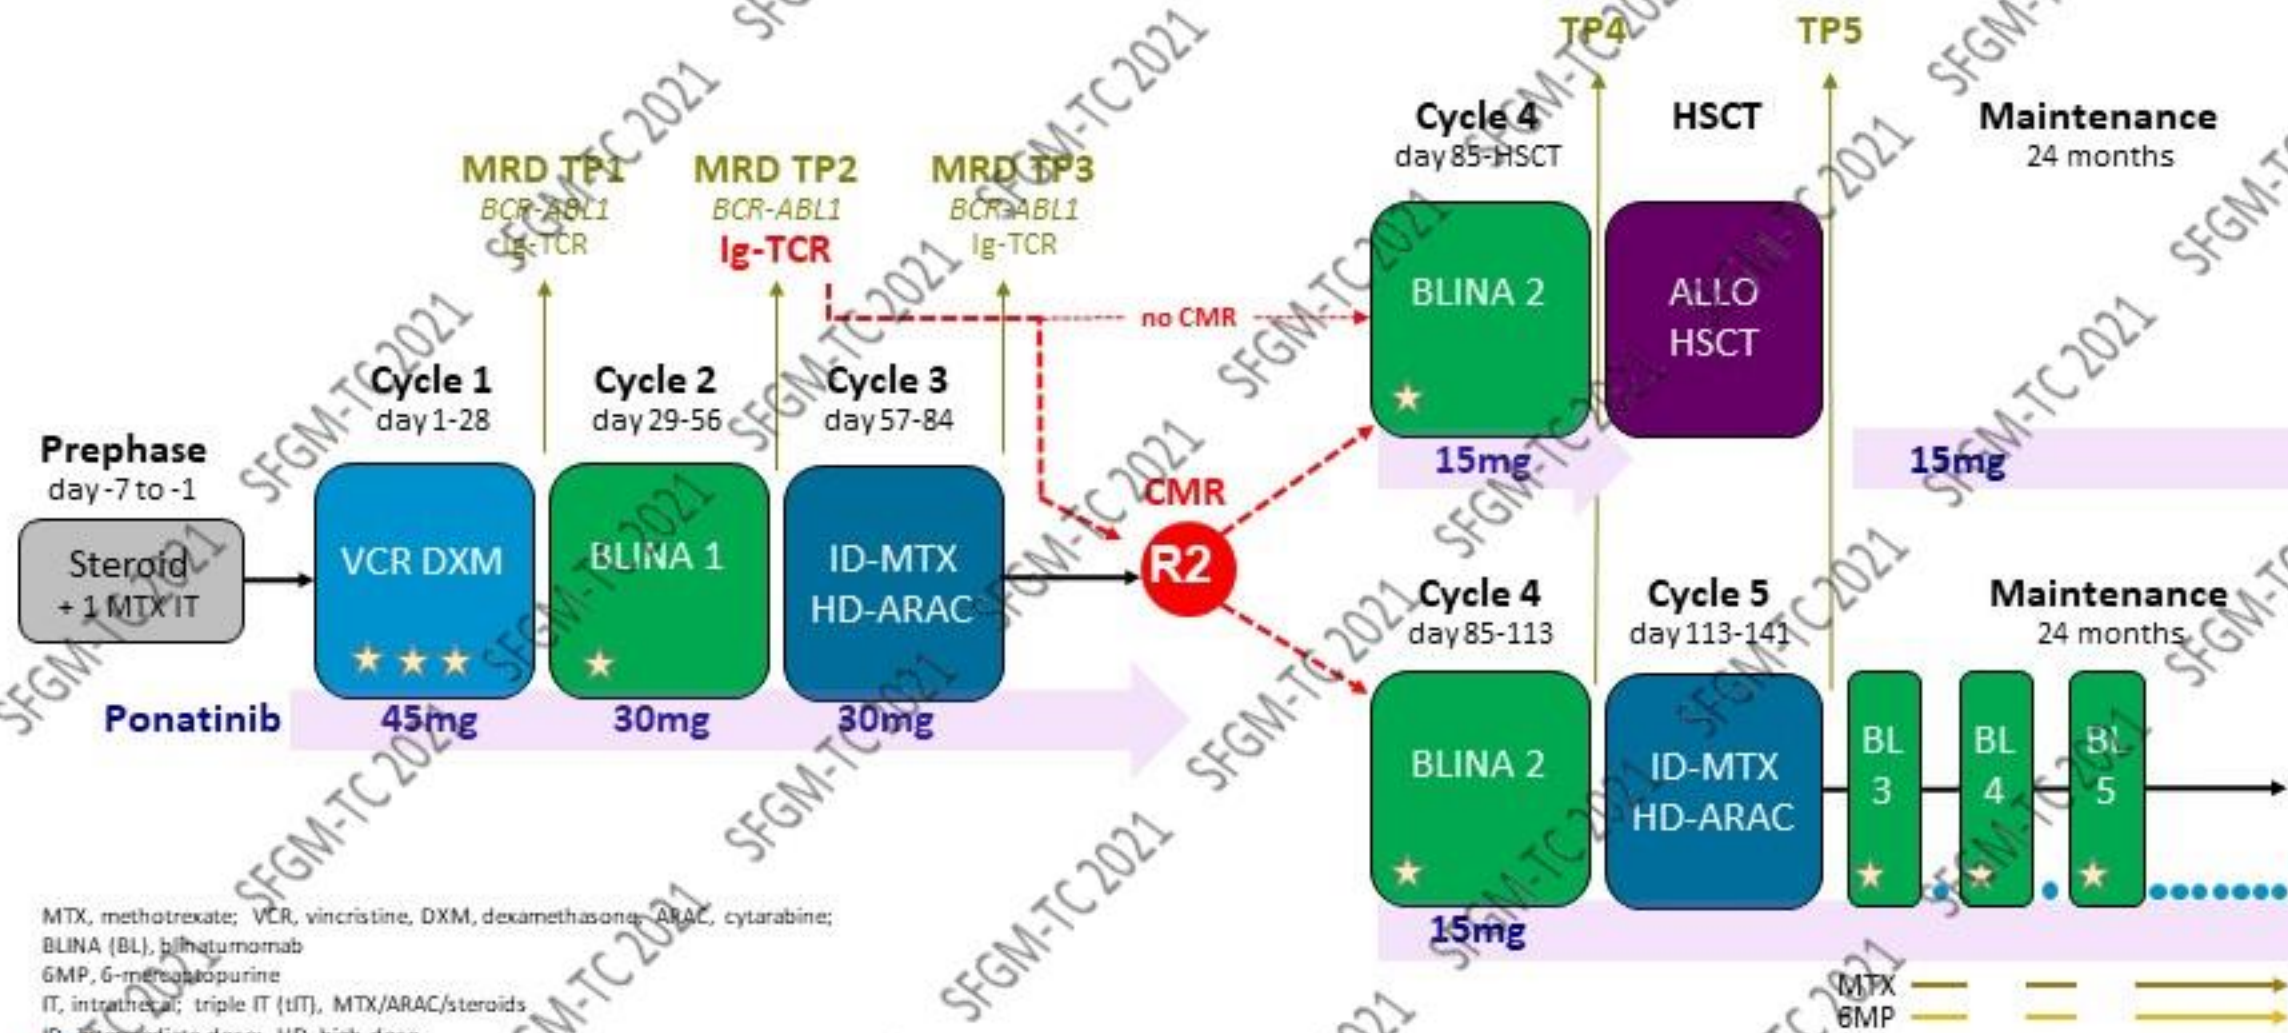 TP4
TP5
Cycle 4
day 85-HSCT
HSCT
Maintenance
24 months
MRD TP1
BCR-ABL1
Ig-TCR
MRD TP2
BCR-ABL1
Ig-TCR
MRD TP3
BCR-ABL1
Ig-TCR
BLINA 2
ALLO
HSCT
no CMR
15mg
15mg
Prephase
day -7 to -1
Cycle 1
day 1-28
Cycle 2
day 29-56
Cycle 3
day 57-84
Steroid
+ 1 MTX IT
VCR DXM
BLINA 1
ID-MTX
HD-ARAC
CMR
R2
Ponatinib
45mg
30mg
30mg
Cycle 4
day 85-113
Cycle 5
day 113-141
Maintenance
24 months
BLINA 2
ID-MTX
HD-ARAC
BL
3
BL
4
BL
5
15mg
MTX
6MP
MTX, methotrexate; VCR, vincristine, DXM, dexamethasone, ARAC, cytarabine;
BLINA (BL), blinatumomab
6MP, 6-mercaptopurine
IT, intrathecal; triple IT (tIT), MTX/ARAC/steroids
SFGM-TC 2021